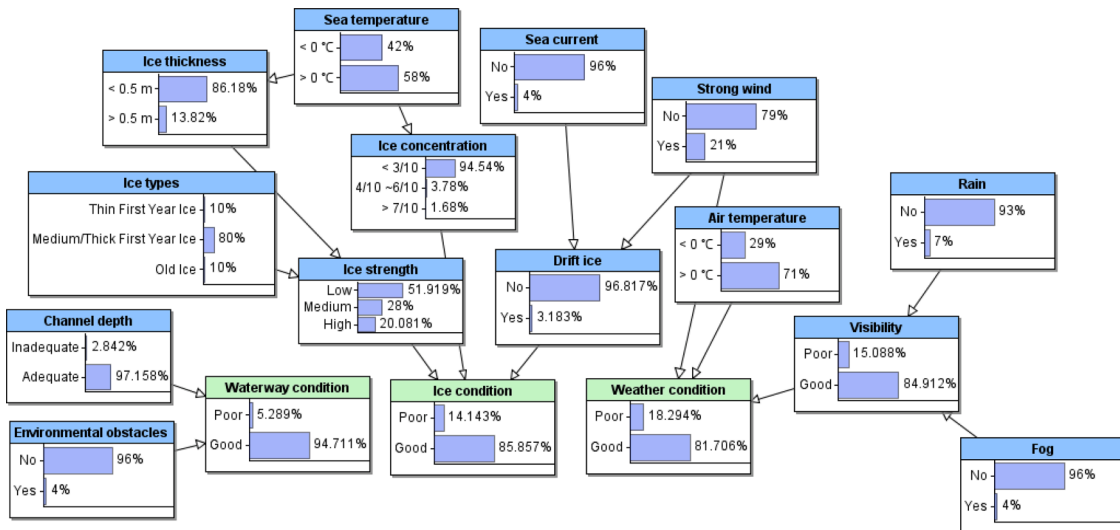 Sea temperature
< 0 °C 42%
> 0 °C 58%
Sea current
No 96%
Yes 4%
Ice thickness
< 0.5 m 86.18%
> 0.5 m 13.82%
Strong wind
No 79%
Yes 21%
Ice concentration
< 3/10 94.54%
4/10 ~6/10 3.78%
> 7/10 1.68%
Ice types
Thin First Year Ice 10%
Medium/Thick First Year Ice 80%
Old Ice 10%
Rain
No 93%
Yes 7%
Air temperature
< 0 °C 29%
> 0 °C 71%
Drift ice
No 96.817%
Yes 3.183%
Ice strength
Low 51.919%
Medium 28%
High 20.081%
Channel depth
Inadequate 2.842%
Adequate 97.158%
Visibility
Poor 15.088%
Good 84.912%
Waterway condition
Poor 5.289%
Good 94.711%
Ice condition
Poor 14.143%
Good 85.857%
Weather condition
Poor 18.294%
Good 81.706%
Environmental obstacles
No 96%
Yes 4%
Fog
No 96%
Yes 4%